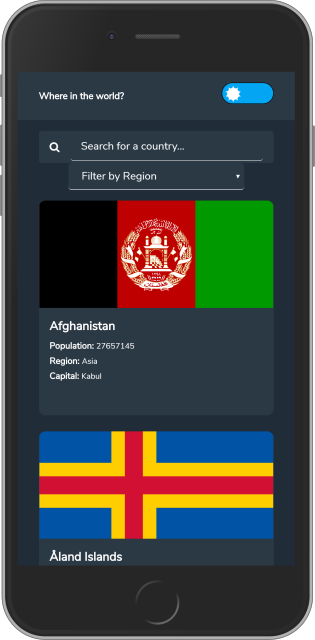 Where in the world?
Search for a country...
Filter by Region
Afghanistan
Population: 27657145
Region: Asia
Capital: Kabul
Åland Islands